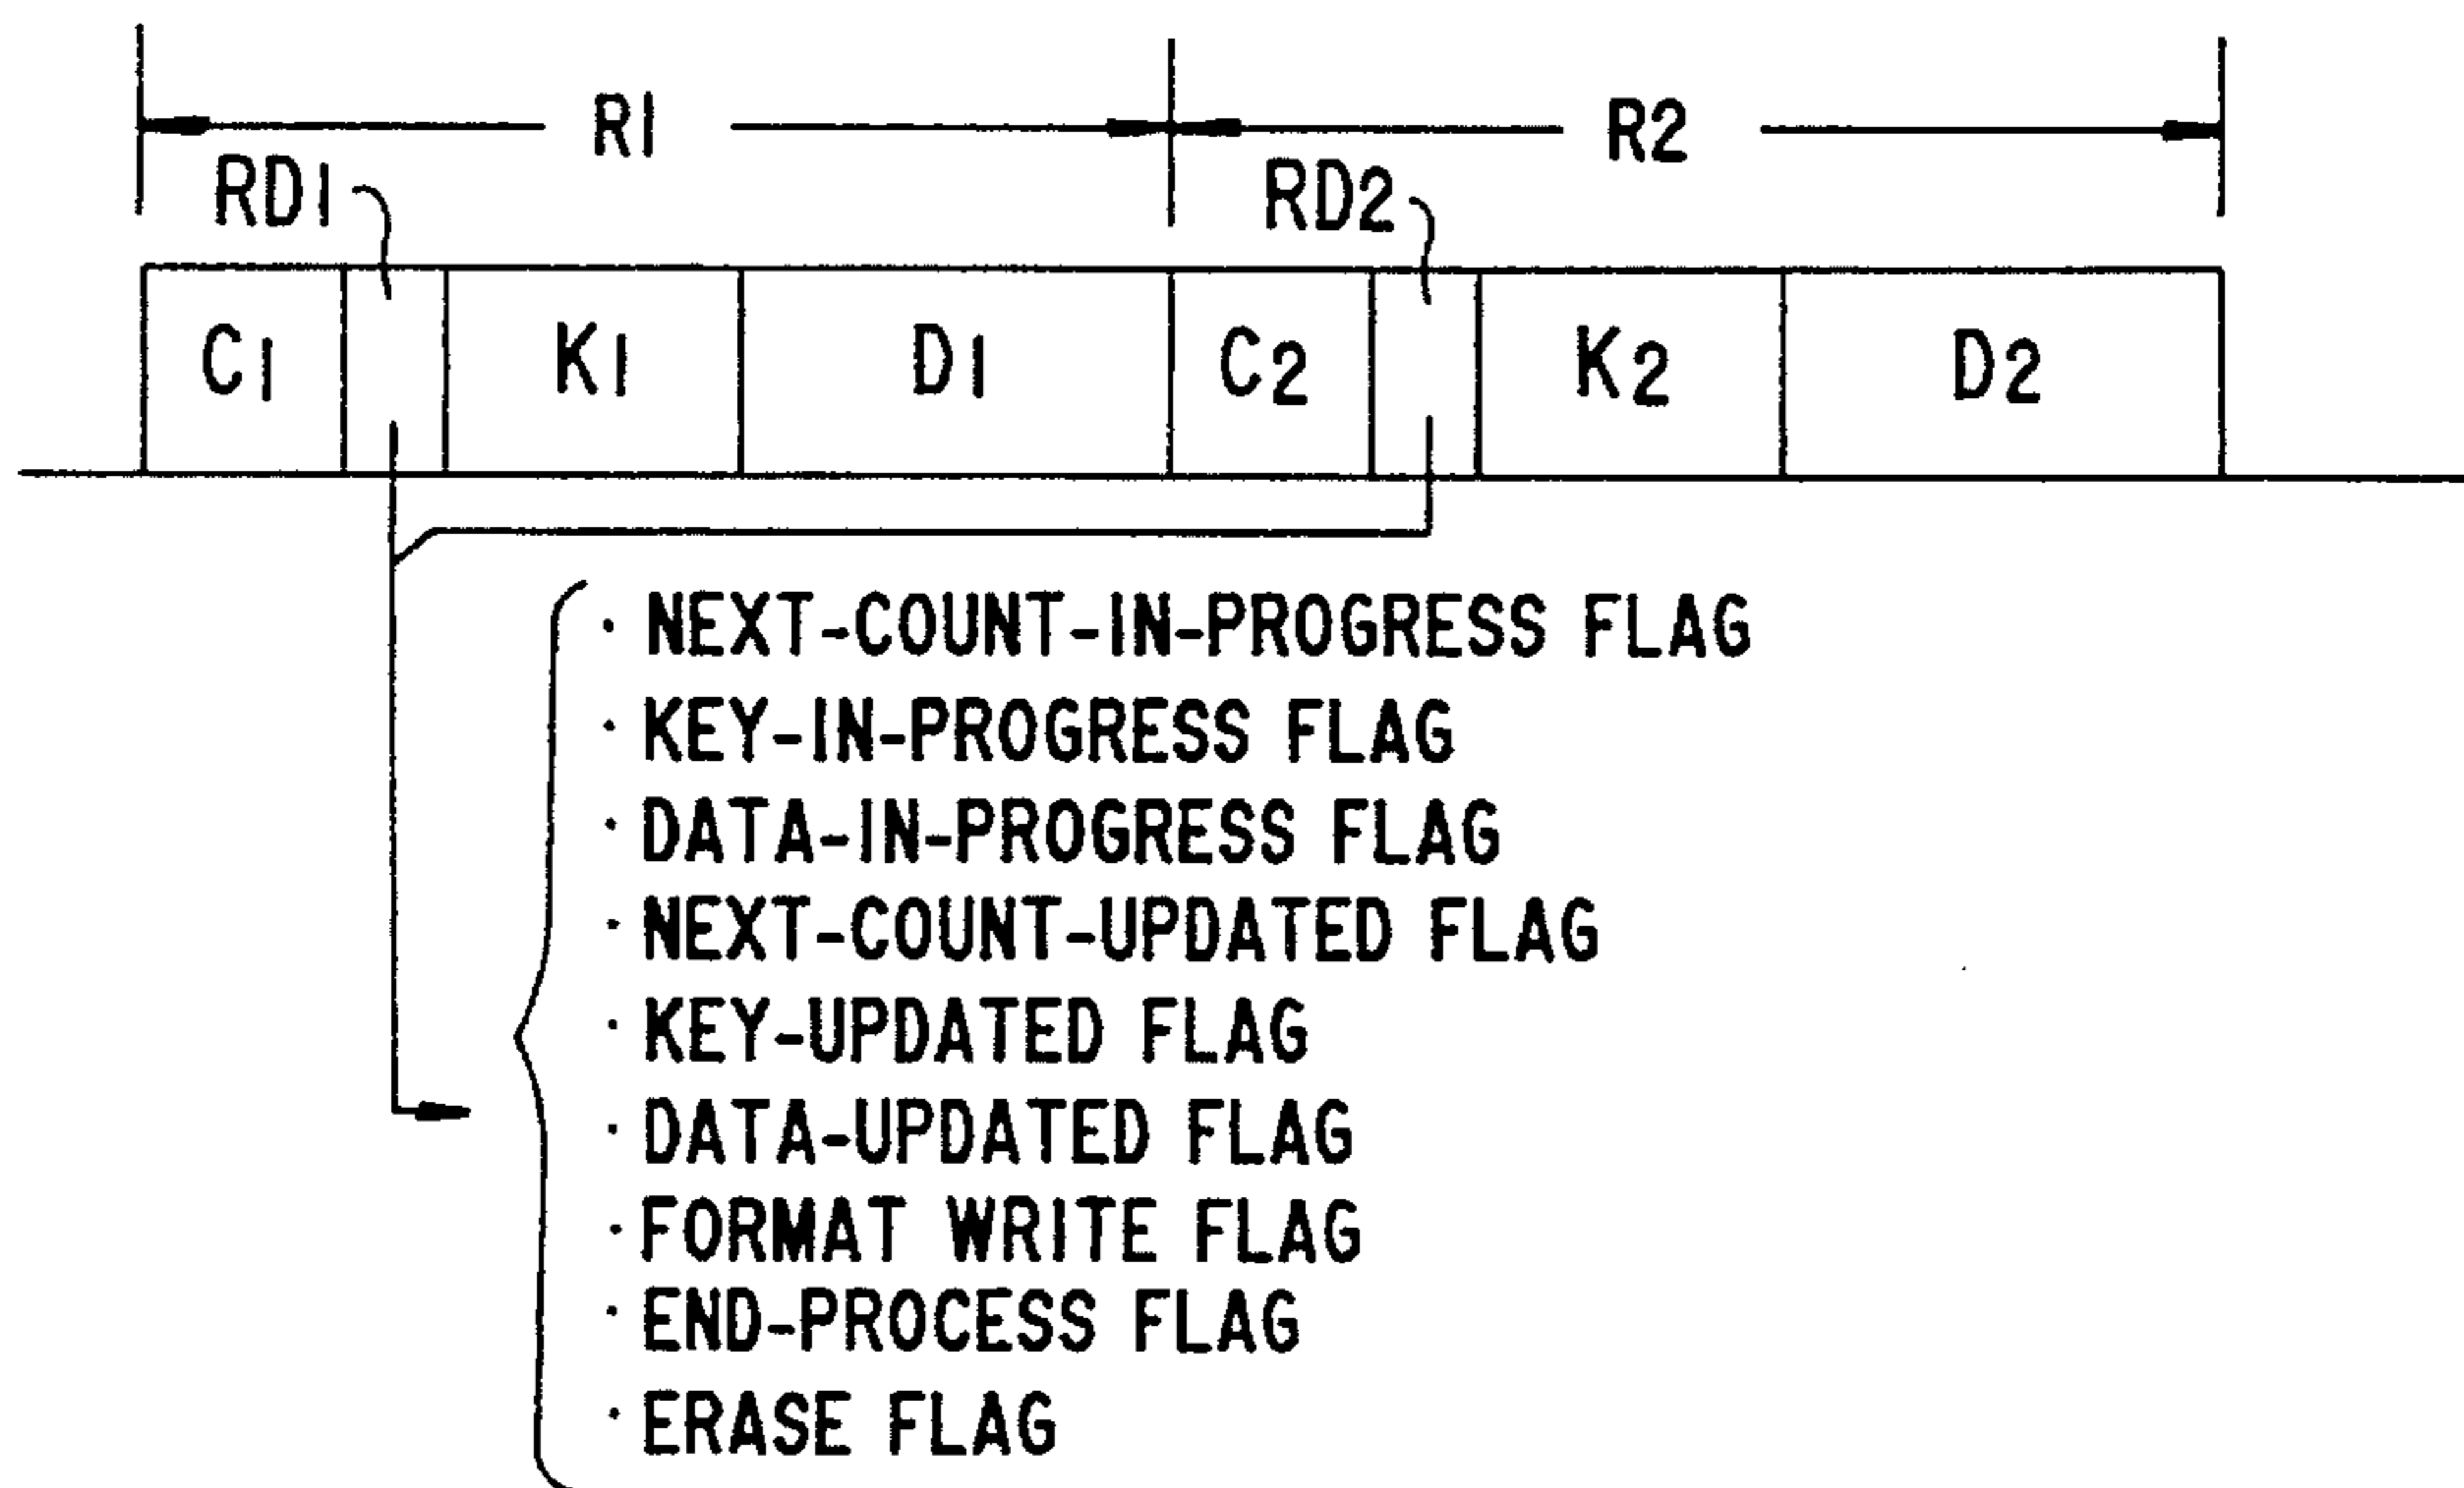 R1 R2
RD1 RD2
C1 K1 D1 C2 K2 D2
· NEXT-COUNT-IN-PROGRESS FLAG
· KEY-IN-PROGRESS FLAG
· DATA-IN-PROGRESS FLAG
· NEXT-COUNT-UPDATED FLAG
· KEY-UPDATED FLAG
· DATA-UPDATED FLAG
· FORMAT WRITE FLAG
· END-PROCESS FLAG
· ERASE FLAG